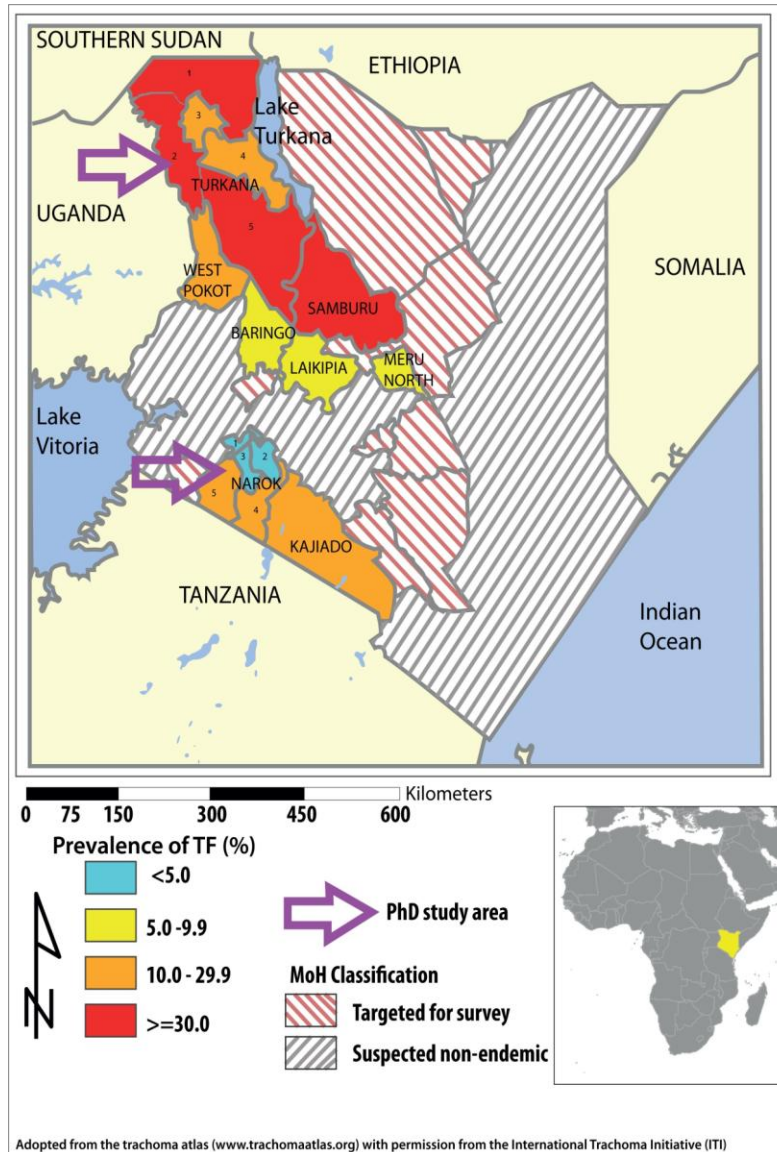 SOUTHERN SUDAN
ETHIOPIA
1
Lake
Turkana
3
2
4
TURKANA
UGANDA
5
WEST
POKOT
SOMALIA
SAMBURU
BARINGO
LAIKIPIA
MERU
NORTH
Lake
Vitoria
1
3
2
NAROK
5
4
KAJIADO
TANZANIA
Indian
Ocean
Kilometers
0 75 150 300 450 600
Prevalence of TF (%)
<5.0
5.0 -9.9
10.0 - 29.9
>=30.0
N
PhD study area
MoH Classification
Targeted for survey
Suspected non-endemic
Adopted from the trachoma atlas (www.trachomaatlas.org) with permission from the International Trachoma Initiative (ITI)